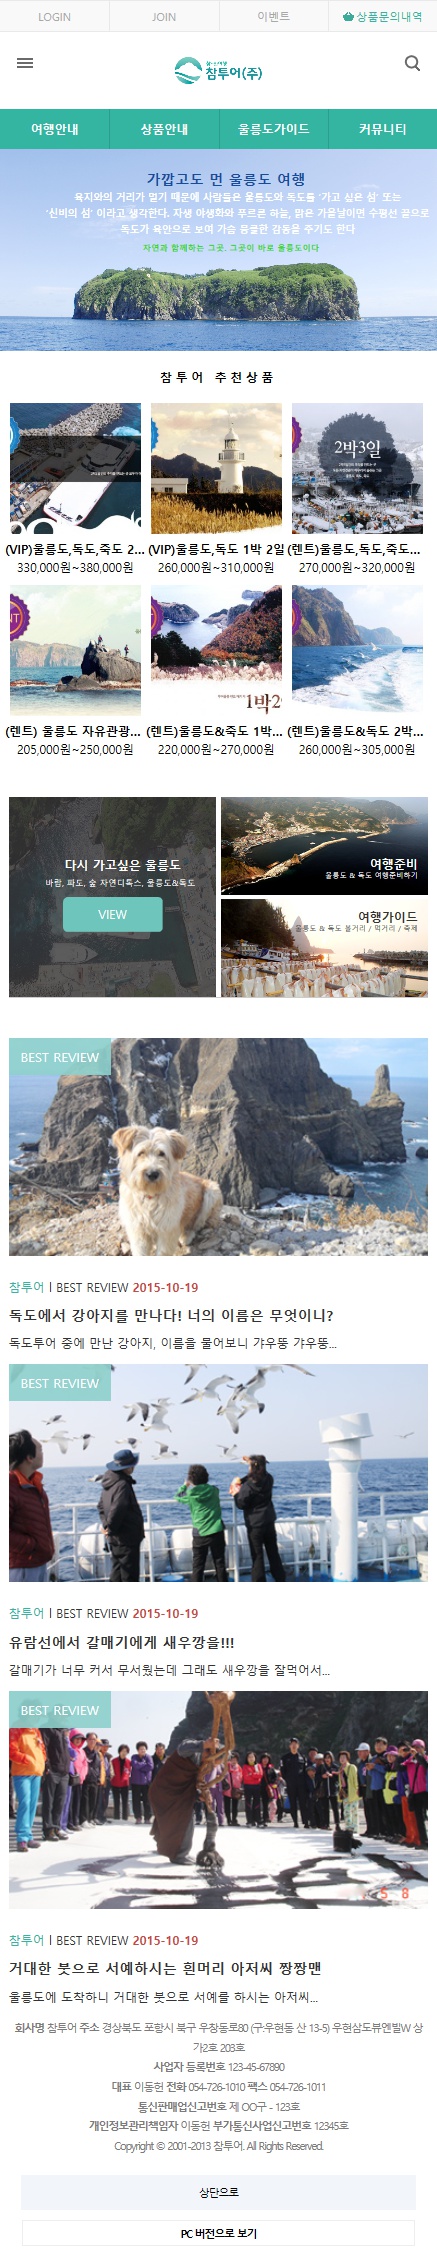 LOGIN JOIN 이벤트 상품문의내역
참투어(주)
여행안내 상품안내 울릉도가이드 커뮤니티
가깝고도 먼 울릉도 여행
육지와의 거리가 멀기 때문에 사람들은 울릉도와 독도를 '가고 싶은 섬' 또는
'신비의 섬' 이라고 생각한다. 자생 야생화와 푸르른 하늘, 맑은 가을날이면 수평선 끝으로
독도가 육안으로 보여 가슴 뭉클한 감동을 주기도 한다
자연과 함께하는 그곳. 그곳이 바로 울릉도이다
참투어 추천상품
2박3일
(VIP)울릉도,독도,죽도 2... (VIP)울릉도,독도 1박 2일 (렌트)울릉도,독도,죽도...
330,000원~380,000원 260,000원~310,000원 270,000원~320,000원
1박2
(렌트) 울릉도 자유관광... (렌트)울릉도&죽도 1박... (렌트)울릉도&독도 2박...
205,000원~250,000원 220,000원~270,000원 260,000원~305,000원
다시 가고싶은 울릉도
바람, 파도, 숲 자연디톡스, 울릉도&독도
VIEW
여행준비
울릉도 & 독도 여행준비하기
여행가이드
울릉도 & 독도 볼거리 / 먹거리 / 축제
BEST REVIEW
참투어 l BEST REVIEW 2015-10-19
독도에서 강아지를 만나다! 너의 이름은 무엇이니?
독도투어 중에 만난 강아지, 이름을 물어보니 갸우뚱 갸우뚱...
BEST REVIEW
참투어 l BEST REVIEW 2015-10-19
유람선에서 갈매기에게 새우깡을!!!
갈매기가 너무 커서 무서웠는데 그래도 새우깡을 잘먹어서...
BEST REVIEW
5 8
참투어 l BEST REVIEW 2015-10-19
거대한 붓으로 서예하시는 흰머리 아저씨 짱짱맨
울릉도에 도착하니 거대한 붓으로 서예를 하시는 아저씨...
회사명 참투어 주소 경상북도 포항시 북구 우창동로80 (구:우현동 산 13-5) 우현삼도뷰엔빌W 상
가2호 203호
사업자 등록번호 123-45-67890
대표 이동헌 전화 054-726-1010 팩스 054-726-1011
통신판매업신고번호 제 OO구 - 123호
개인정보관리책임자 이동헌 부가통신사업신고번호 12345호
Copyright © 2001-2013 참투어. All Rights Reserved.
상단으로
PC 버전으로 보기